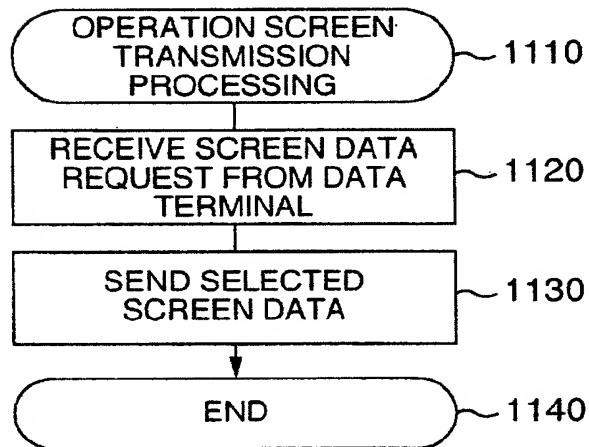 OPERATION SCREEN
TRANSMISSION
PROCESSING
1110
RECEIVE SCREEN DATA
REQUEST FROM DATA
TERMINAL
1120
SEND SELECTED
SCREEN DATA
1130
END
1140